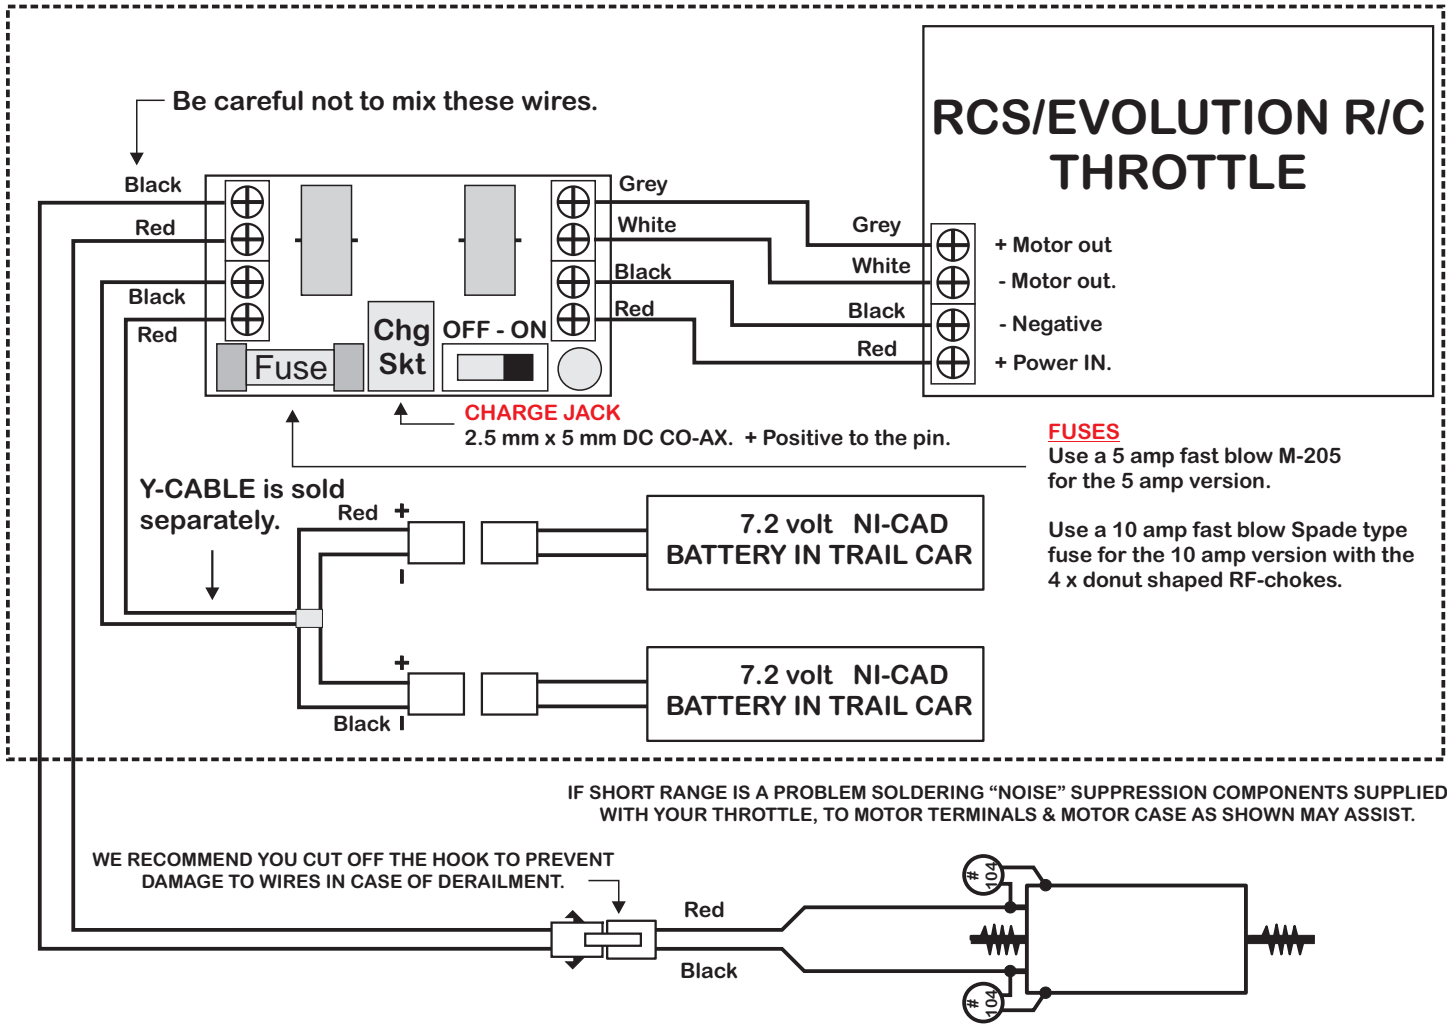 Be careful not to mix these wires.
RCS/EVOLUTION R/C
THROTTLE
Black
Red
Black
Red
Grey
White
Black
Red
Grey
White
Black
Red
+ Motor out
- Motor out.
- Negative
+ Power IN.
Chg
Skt
OFF - ON
Fuse
CHARGE JACK
2.5 mm x 5 mm DC CO-AX. + Positive to the pin.
FUSES
Use a 5 amp fast blow M-205
for the 5 amp version.
Use a 10 amp fast blow Spade type
fuse for the 10 amp version with the
4 x donut shaped RF-chokes.
Y-CABLE is sold
separately.
Red +
-
7.2 volt NI-CAD
BATTERY IN TRAIL CAR
+
Black -
7.2 volt NI-CAD
BATTERY IN TRAIL CAR
IF SHORT RANGE IS A PROBLEM SOLDERING “NOISE” SUPPRESSION COMPONENTS SUPPLIED
WITH YOUR THROTTLE, TO MOTOR TERMINALS & MOTOR CASE AS SHOWN MAY ASSIST.
WE RECOMMEND YOU CUT OFF THE HOOK TO PREVENT
DAMAGE TO WIRES IN CASE OF DERAILMENT.
Red
Black
#
104
#
104